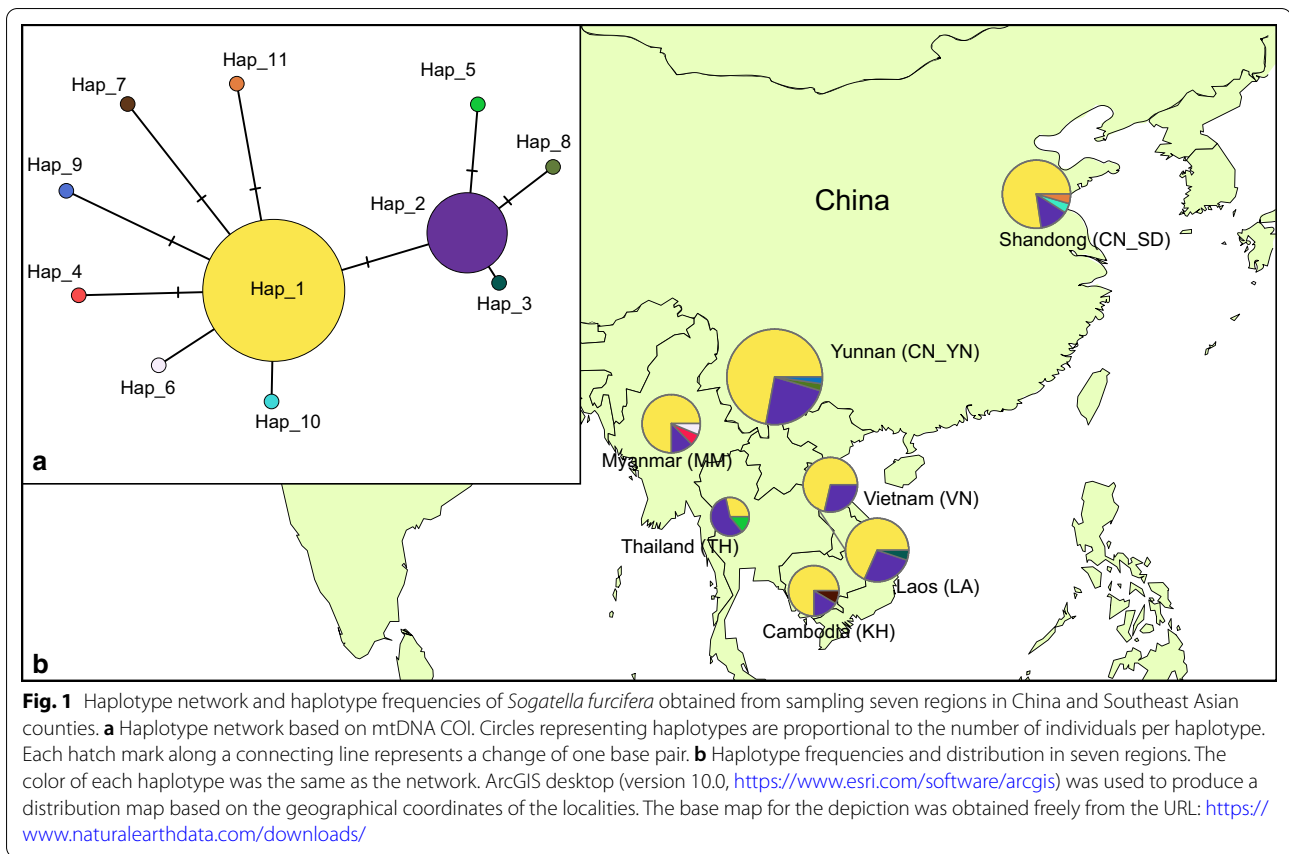 Hap_11
Hap_7
Hap_5
Hap_8
Hap_9
Hap_2
Hap_1
Hap_4
Hap_3
Hap_6
Hap_10
a
China
Shandong (CN_SD)
Yunnan (CN_YN)
Myanmar (MM)
Vietnam (VN)
Thailand (TH)
Laos (LA)
Cambodia (KH)
b
Fig. 1 Haplotype network and haplotype frequencies of Sogatella furcifera obtained from sampling seven regions in China and Southeast Asian
counties. a Haplotype network based on mtDNA COI. Circles representing haplotypes are proportional to the number of individuals per haplotype.
Each hatch mark along a connecting line represents a change of one base pair. b Haplotype frequencies and distribution in seven regions. The
color of each haplotype was the same as the network. ArcGIS desktop (version 10.0, https://www.esri.com/software/arcgis) was used to produce a
distribution map based on the geographical coordinates of the localities. The base map for the depiction was obtained freely from the URL: https://
www.naturalearthdata.com/downloads/